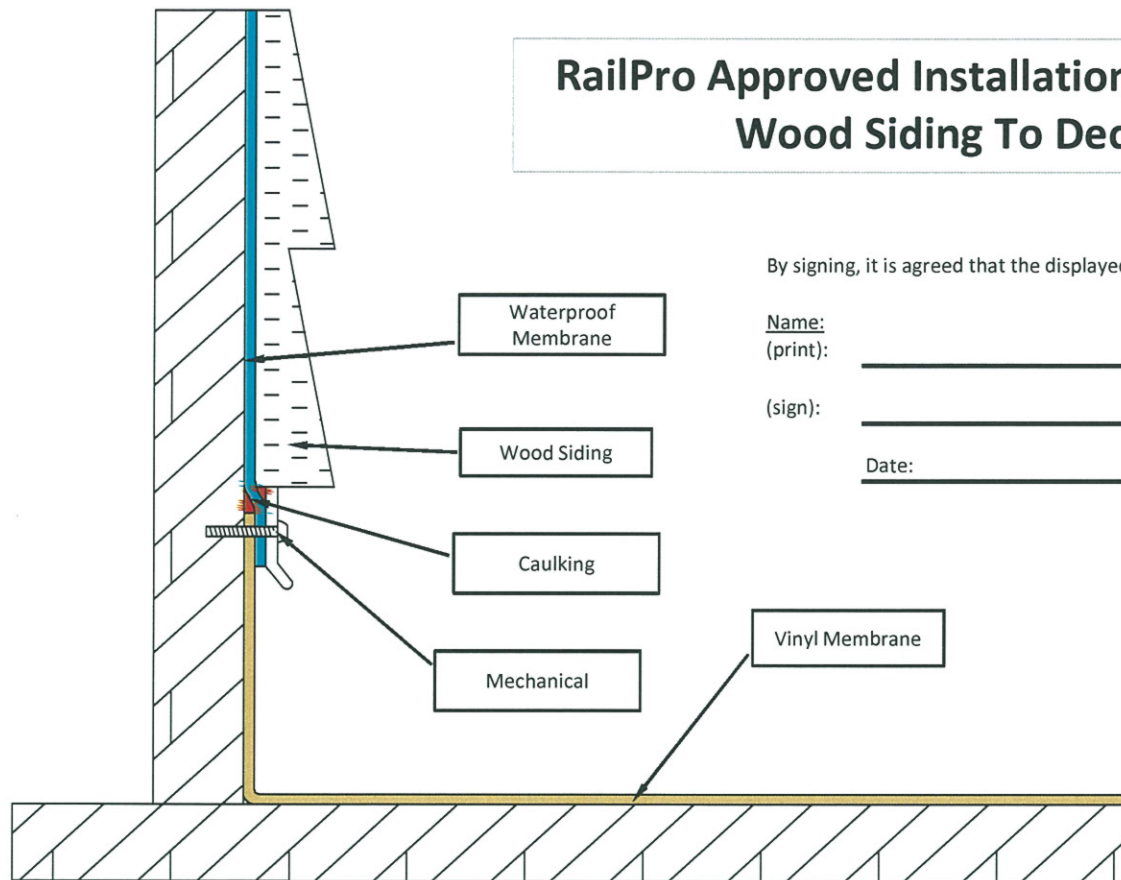 RailPro Approved Installation
Wood Siding To Dec
By signing, it is agreed that the displayed
Name:
(print):
(sign):
Date:
Waterproof
Membrane
Wood Siding
Caulking
Mechanical
Vinyl Membrane